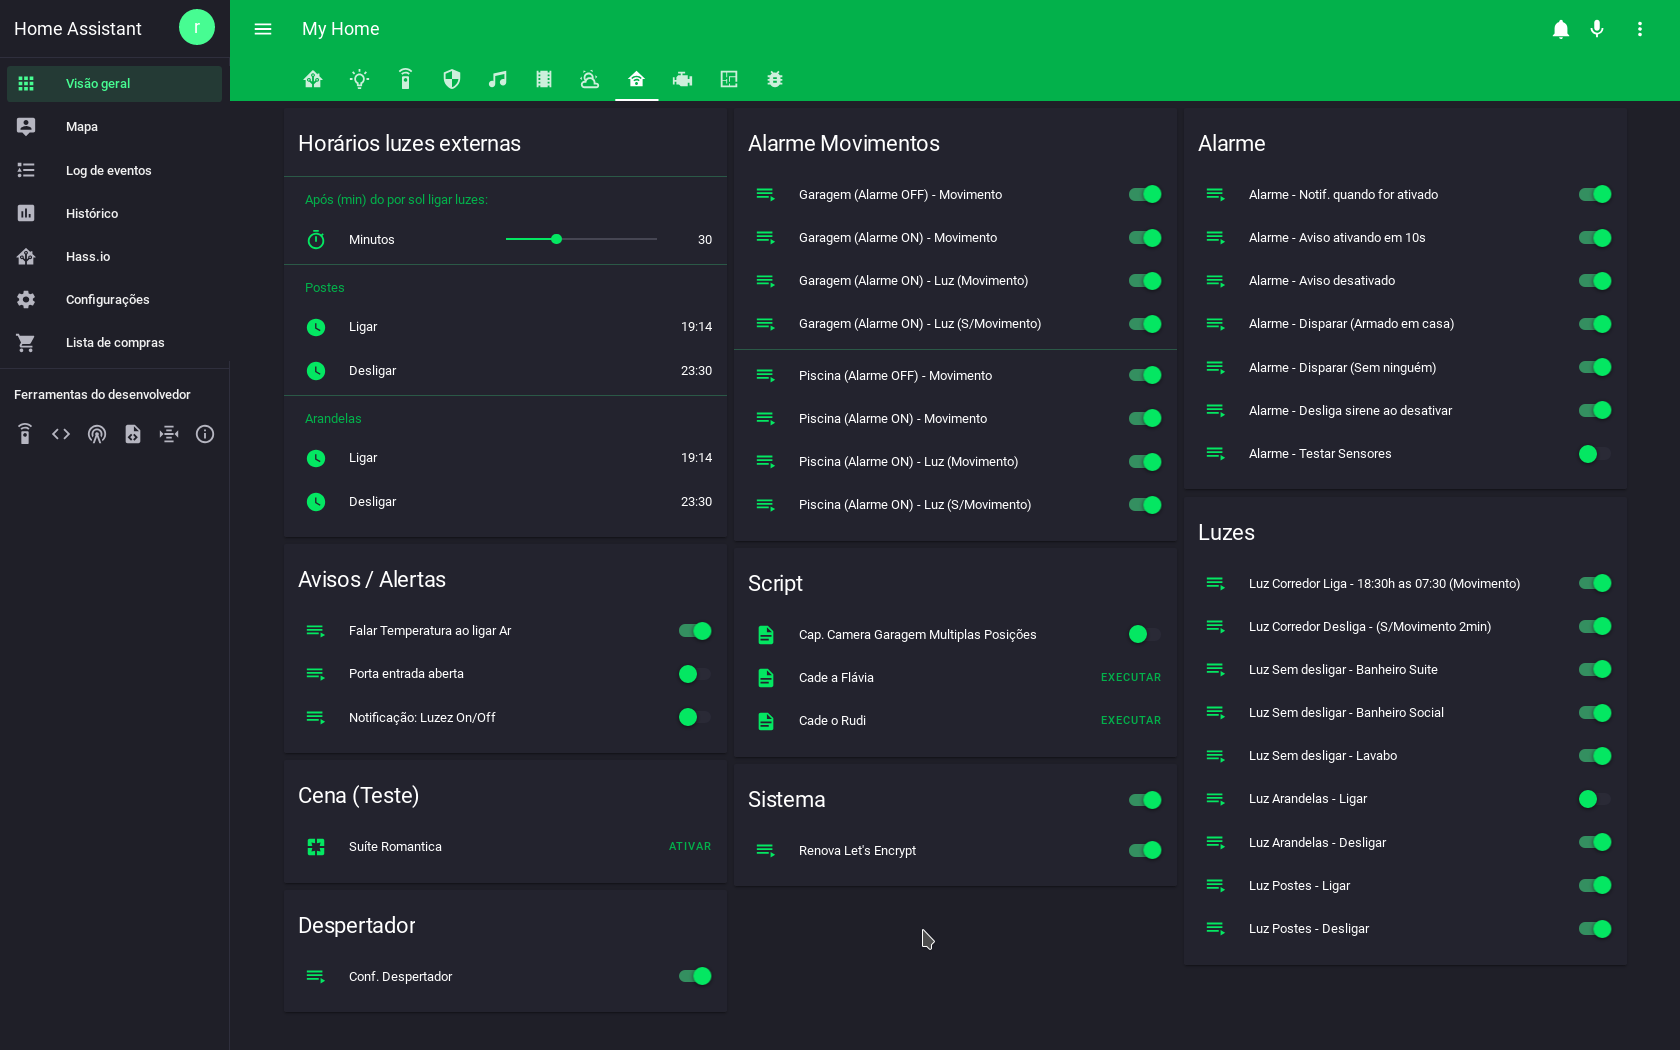 Home Assistant
r
My Home
Visão geral
Mapa
Log de eventos
Histórico
Hass.io
Configurações
Lista de compras
Ferramentas do desenvolvedor
Horários luzes externas
Após (min) do por sol ligar luzes:
Minutos 30
Postes
Ligar 19:14
Desligar 23:30
Arandelas
Ligar 19:14
Desligar 23:30
Avisos / Alertas
Falar Temperatura ao ligar Ar
Porta entrada aberta
Notificação: Luzez On/Off
Cena (Teste)
Suíte Romantica ATIVAR
Despertador
Conf. Despertador
Alarme Movimentos
Garagem (Alarme OFF) - Movimento
Garagem (Alarme ON) - Movimento
Garagem (Alarme ON) - Luz (Movimento)
Garagem (Alarme ON) - Luz (S/Movimento)
Piscina (Alarme OFF) - Movimento
Piscina (Alarme ON) - Movimento
Piscina (Alarme ON) - Luz (Movimento)
Piscina (Alarme ON) - Luz (S/Movimento)
Script
Cap. Camera Garagem Multiplas Posições
Cade a Flávia EXECUTAR
Cade o Rudi EXECUTAR
Sistema
Renova Let's Encrypt
Alarme
Alarme - Notif. quando for ativado
Alarme - Aviso ativando em 10s
Alarme - Aviso desativado
Alarme - Disparar (Armado em casa)
Alarme - Disparar (Sem ninguém)
Alarme - Desliga sirene ao desativar
Alarme - Testar Sensores
Luzes
Luz Corredor Liga - 18:30h as 07:30 (Movimento)
Luz Corredor Desliga - (S/Movimento 2min)
Luz Sem desligar - Banheiro Suite
Luz Sem desligar - Banheiro Social
Luz Sem desligar - Lavabo
Luz Arandelas - Ligar
Luz Arandelas - Desligar
Luz Postes - Ligar
Luz Postes - Desligar